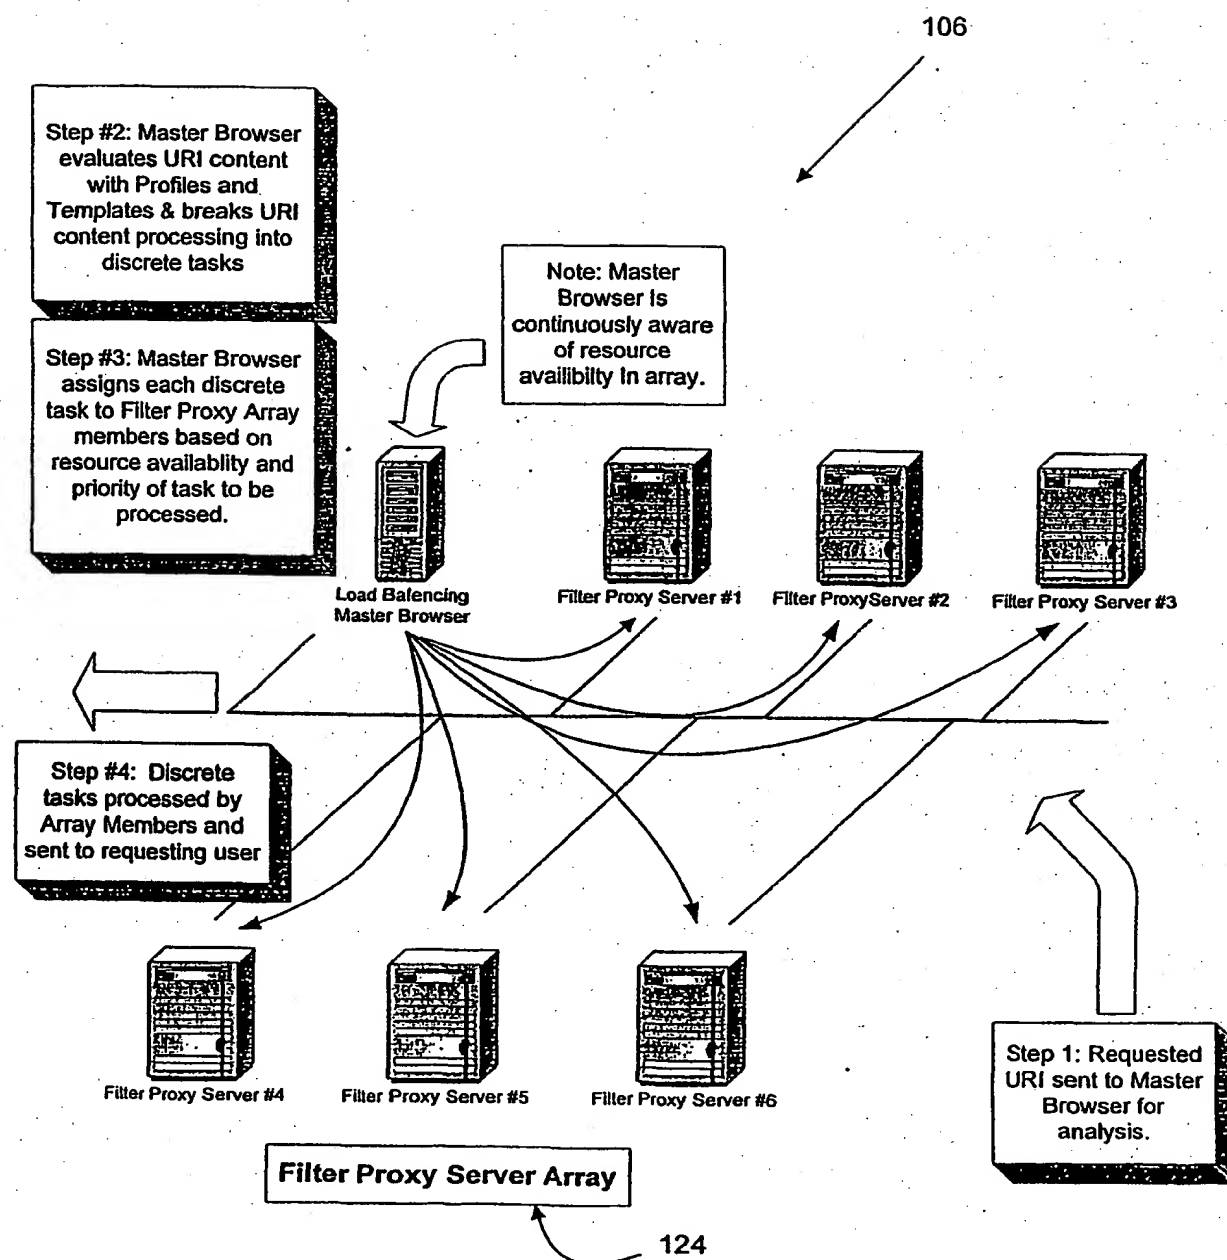 106
Step #2: Master Browser
evaluates URI content
with Profiles and
Templates & breaks URI
content processing into
discrete tasks
Note: Master
Browser Is
continuously aware
of resource
availibilty In array.
Step #3: Master Browser
assigns each discrete
task to Filter Proxy Array
members based on
resource availablity and
priority of task to be
processed.
Load Balencing
Master Browser
Filter Proxy Server #1
Filter ProxyServer #2
Filter Proxy Server #3
Step #4: Discrete
tasks processed by
Array Members and
sent to requesting user
Filter Proxy Server #4
Filter Proxy Server #5
Filter Proxy Server #6
Step 1: Requested
URI sent to Master
Browser for
analysis.
Filter Proxy Server Array
124